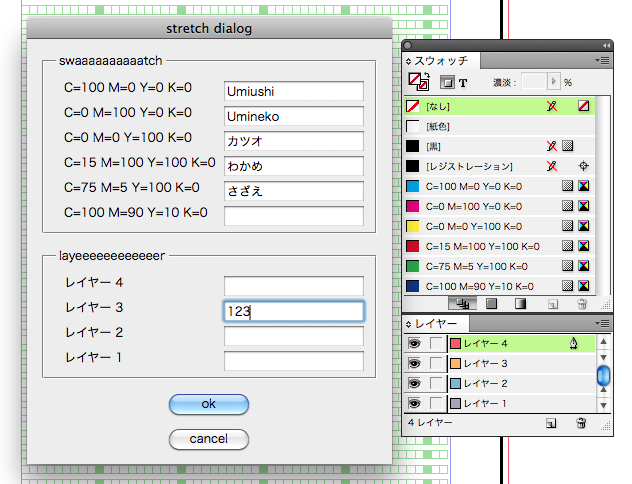 stretch dialog
swaaaaaaaaaatch
C=100 M=0 Y=0 K=0
Umiushi
C=0 M=100 Y=0 K=0
Umineko
C=0 M=0 Y=100 K=0
カツオ
C=15 M=100 Y=100 K=0
わかめ
C=75 M=5 Y=100 K=0
さざえ
C=100 M=90 Y=10 K=0
layeeeeeeeeeeer
レイヤー 4
レイヤー 3
123
レイヤー 2
レイヤー 1
ok
cancel
スウォッチ
T
濃淡 :
%
[なし]
[紙色]
[黒]
[レジストレーション]
C=100 M=0 Y=0 K=0
C=0 M=100 Y=0 K=0
C=0 M=0 Y=100 K=0
C=15 M=100 Y=100 K=0
C=75 M=5 Y=100 K=0
C=100 M=90 Y=10 K=0
レイヤー
レイヤー 4
レイヤー 3
レイヤー 2
レイヤー 1
4 レイヤー